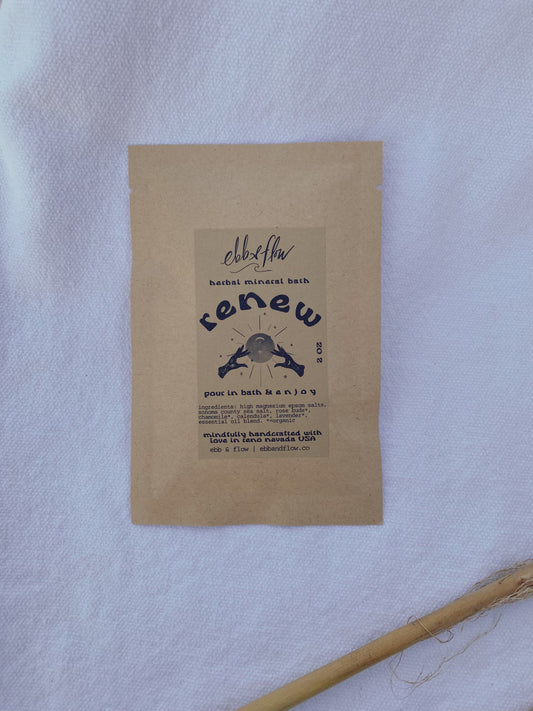 ebb & flow
herbal mineral bath
renew
2 oz
pour in bath & enjoy
ingredients: high magnesium epsom salts,
sonoma county sea salt, rose buds*,
chamomile*, calendula*, lavender*,
essential oil blend. *=organic
mindfully handcrafted with
love in reno nevada USA
ebb & flow | ebbandflow.co